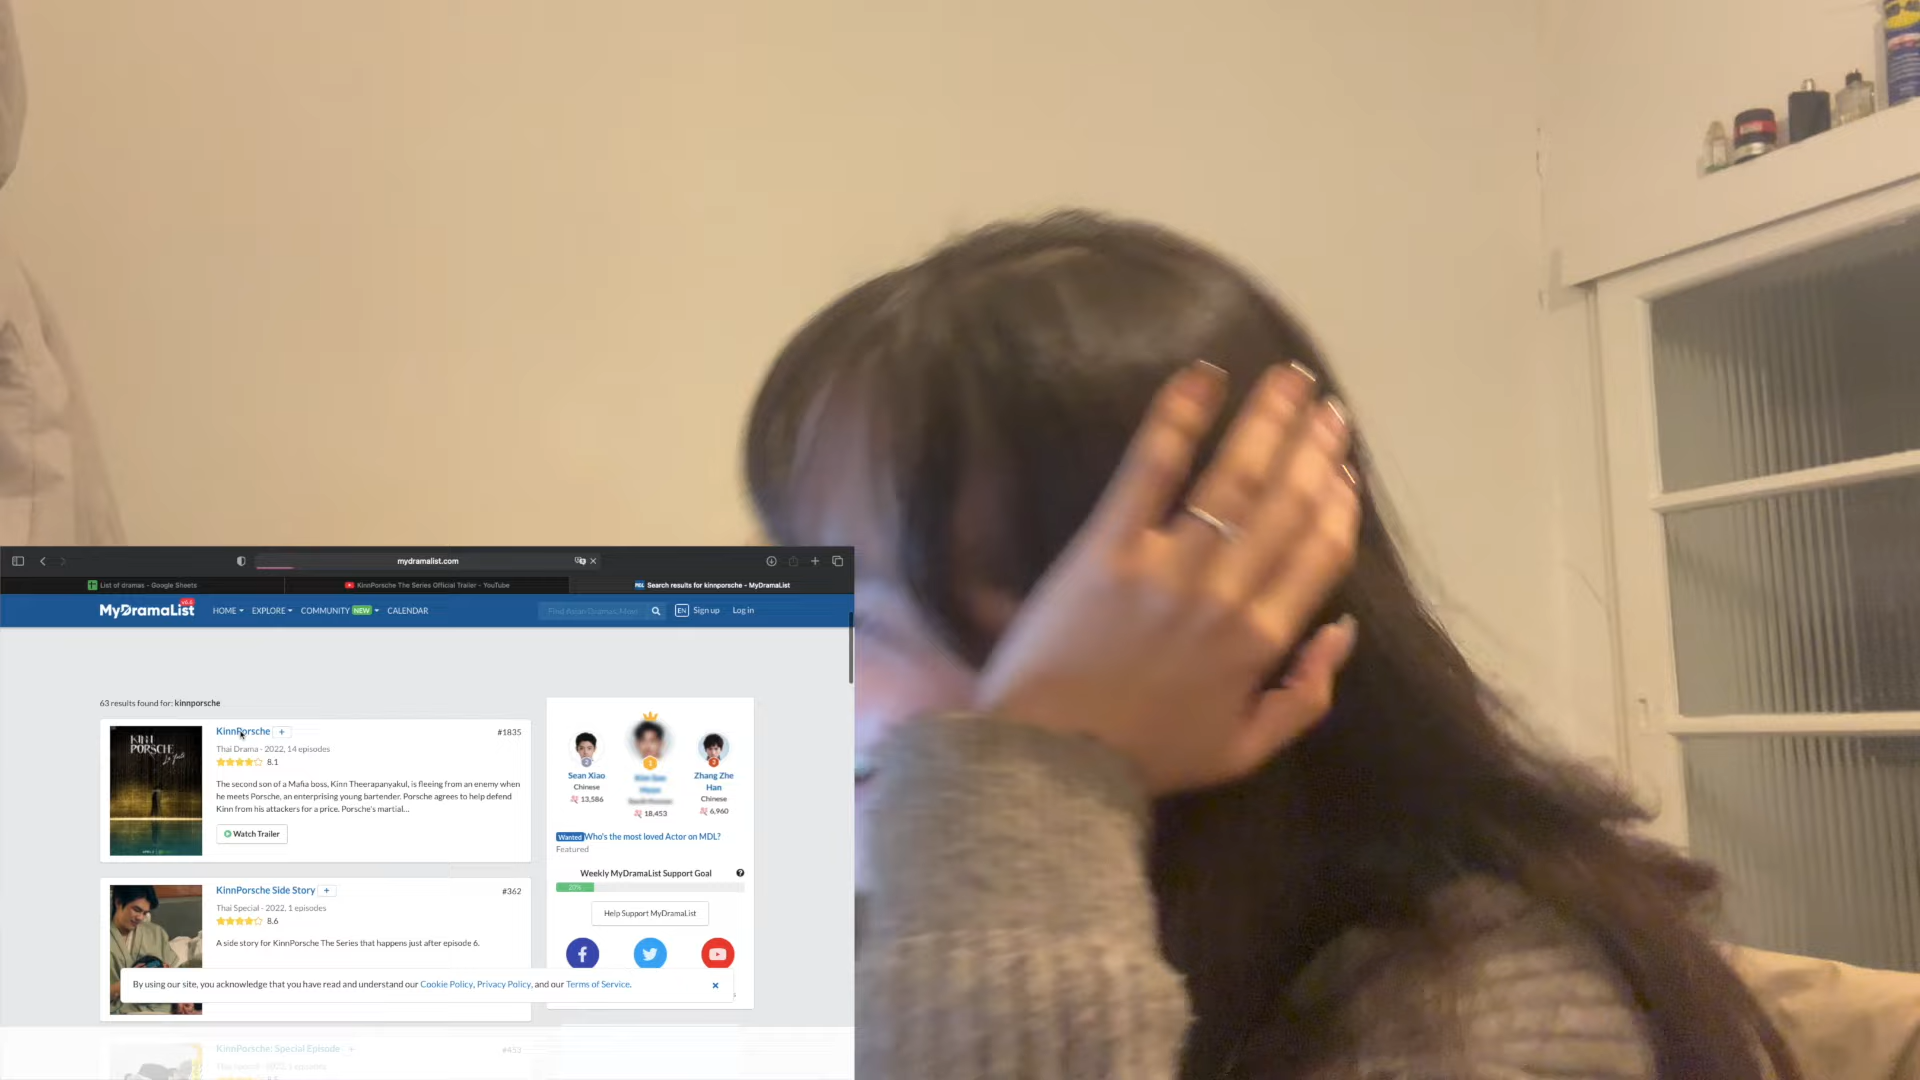 mydramalist.com
List of dramas - Google Sheets
KinnPorsche The Series Official Trailer - YouTube
MDL Search results for kinnporsche - MyDramaList
MyDramaList
HOME
EXPLORE
COMMUNITY NEW
CALENDAR
EN Sign up
Log in
63 results found for: kinnporsche
KINN
PORSCHE
KinnPorsche +
#1835
Thai Drama - 2022, 14 episodes
8.1
The second son of a Mafia boss, Kinn Theerapanyakul, is fleeing from an enemy when
he meets Porsche, an enterprising young bartender. Porsche agrees to help defend
Kinn from his attackers for a price. Porsche's martial...
Watch Trailer
KinnPorsche Side Story +
#362
Thai Special - 2022, 1 episodes
8.6
A side story for KinnPorsche The Series that happens just after episode 6.
Sean Xiao
Chinese
13,586
18,453
Zhang Zhe
Han
Chinese
6,960
Wanted Who's the most loved Actor on MDL?
Featured
Weekly MyDramaList Support Goal
20%
Help Support MyDramaList
By using our site, you acknowledge that you have read and understand our Cookie Policy, Privacy Policy, and our Terms of Service.
KinnPorsche: Special Episode +
#453